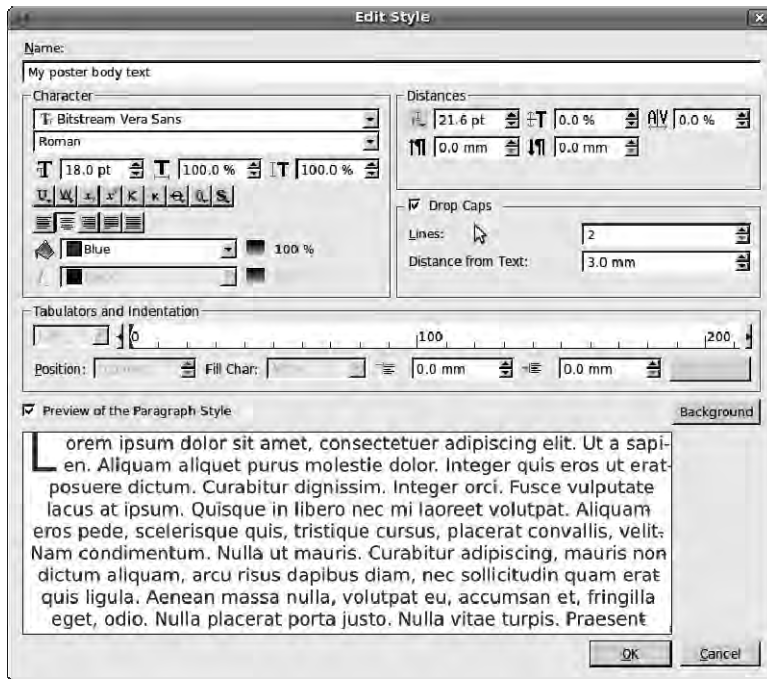 Edit Style
Name:
My poster body text
Character
Bitstream Vera Sans
Roman
18.0 pt 100.0 % 100.0 %
Blue 100 %
Distances
21.6 pt 0.0 % 0.0 %
0.0 mm 0.0 mm
Drop Caps
Lines: 2
Distance from Text: 3.0 mm
Tabulators and Indentation
0 100 200
Position: Fill Char: 0.0 mm 0.0 mm
Preview of the Paragraph Style
Background
Lorem ipsum dolor sit amet, consectetuer adipiscing elit. Ut a sapi-
en. Aliquam aliquet purus molestie dolor. Integer quis eros ut erat
posuere dictum. Curabitur dignissim. Integer orci. Fusce vulputate
lacus at ipsum. Quisque in libero nec mi laoreet volutpat. Aliquam
eros pede, scelerisque quis, tristique cursus, placerat convallis, velit.
Nam condimentum. Nulla ut mauris. Curabitur adipiscing, mauris non
dictum aliquam, arcu risus dapibus diam, nec sollicitudin quam erat
quis ligula. Aenean massa nulla, volutpat eu, accumsan et, fringilla
eget, odio. Nulla placerat porta justo. Nulla vitae turpis. Praesent
OK Cancel